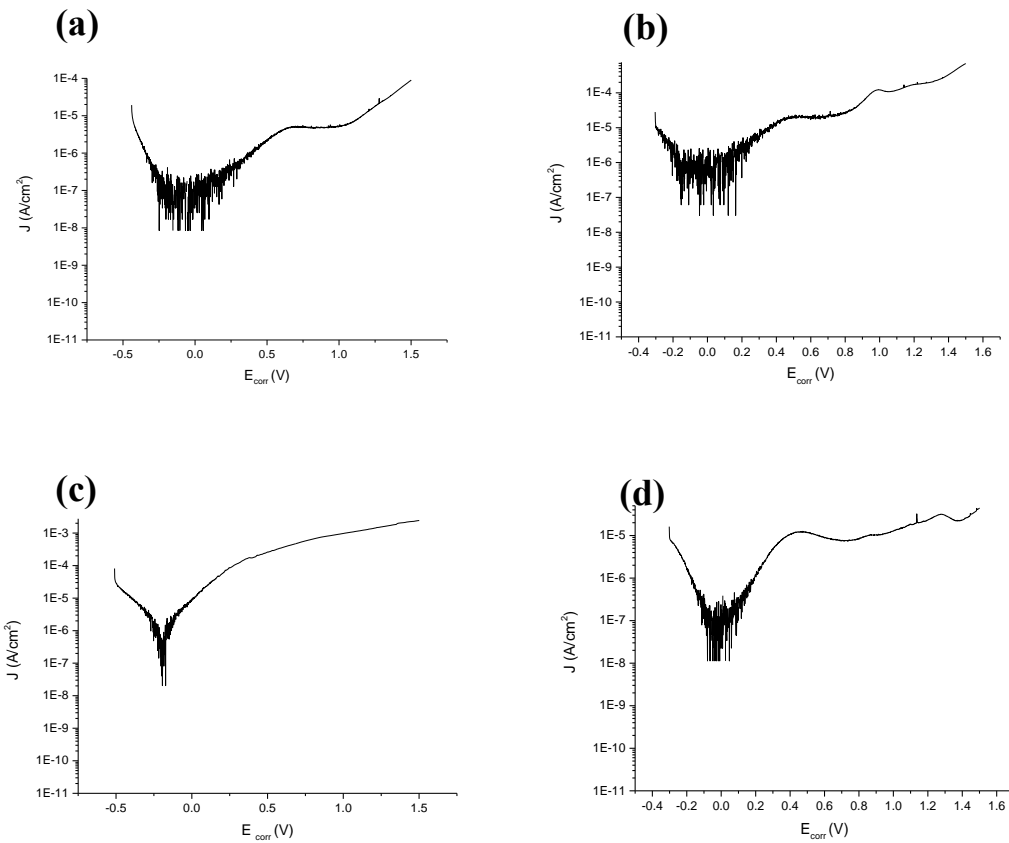 (a)
1E-4
1E-5
1E-6
1E-7
1E-8
1E-9
1E-10
1E-11
J (A/cm²)
-0.5 0.0 0.5 1.0 1.5
E_corr (V)
(b)
1E-4
1E-5
1E-6
1E-7
1E-8
1E-9
1E-10
1E-11
J (A/cm²)
-0.4 -0.2 0.0 0.2 0.4 0.6 0.8 1.0 1.2 1.4 1.6
E_corr (V)
(c)
1E-3
1E-4
1E-5
1E-6
1E-7
1E-8
1E-9
1E-10
1E-11
J (A/cm²)
-0.5 0.0 0.5 1.0 1.5
E_corr (V)
(d)
1E-5
1E-6
1E-7
1E-8
1E-9
1E-10
1E-11
J (A/cm²)
-0.4 -0.2 0.0 0.2 0.4 0.6 0.8 1.0 1.2 1.4 1.6
E_corr (V)